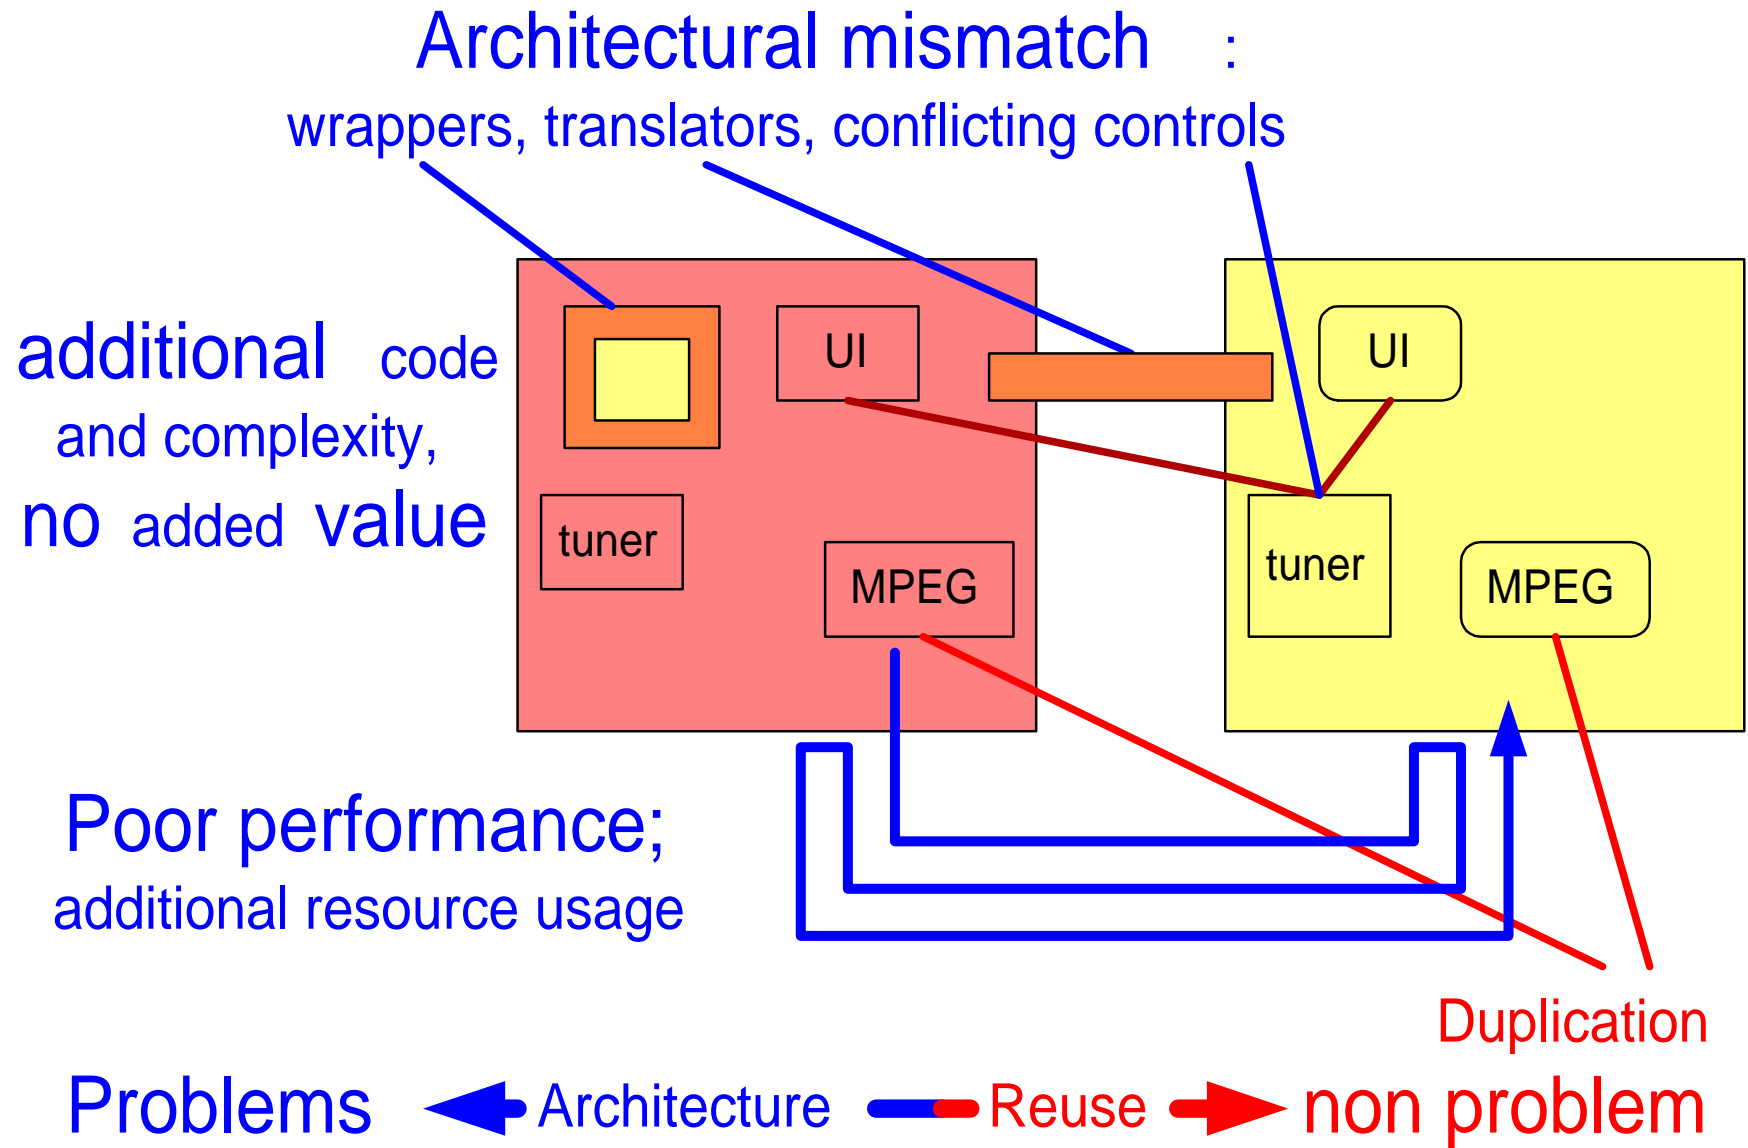 Architectural mismatch :
wrappers, translators, conflicting controls
additional code
and complexity,
no added value
UI
tuner
MPEG
UI
tuner
MPEG
Poor performance;
additional resource usage
Duplication
Problems Architecture Reuse non problem